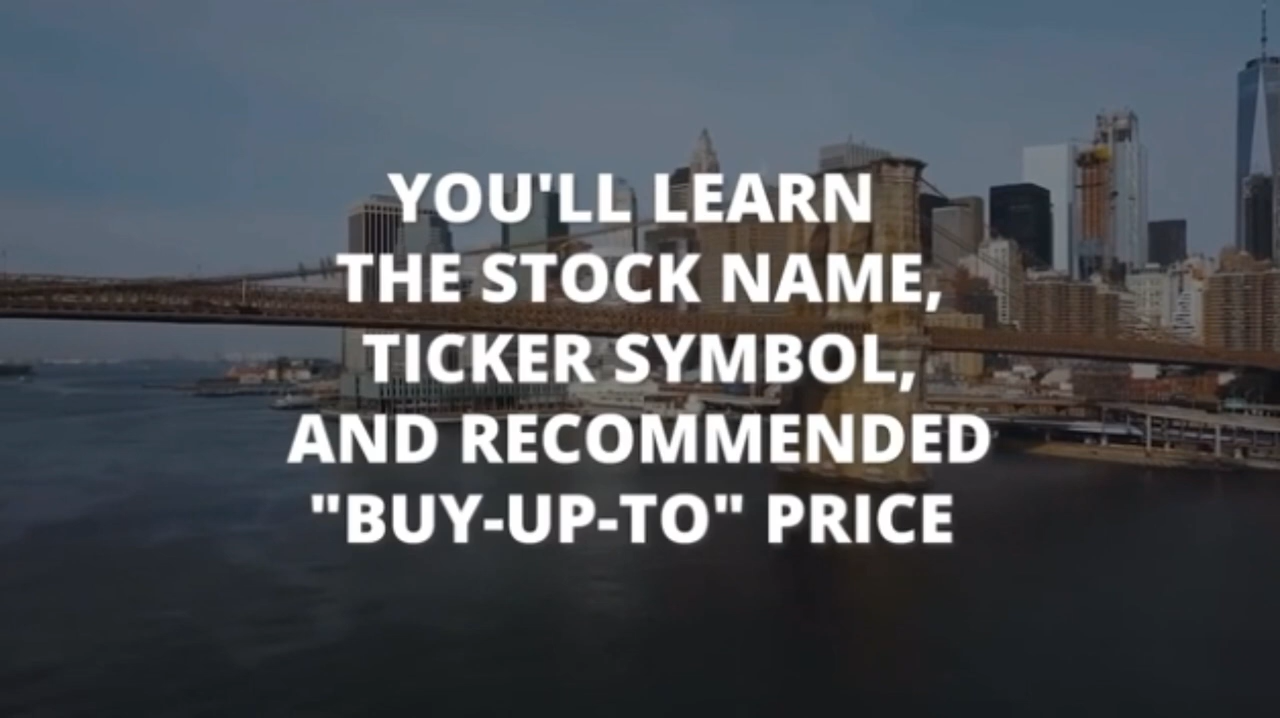 YOU'LL LEARN
THE STOCK NAME,
TICKER SYMBOL,
AND RECOMMENDED
"BUY-UP-TO" PRICE